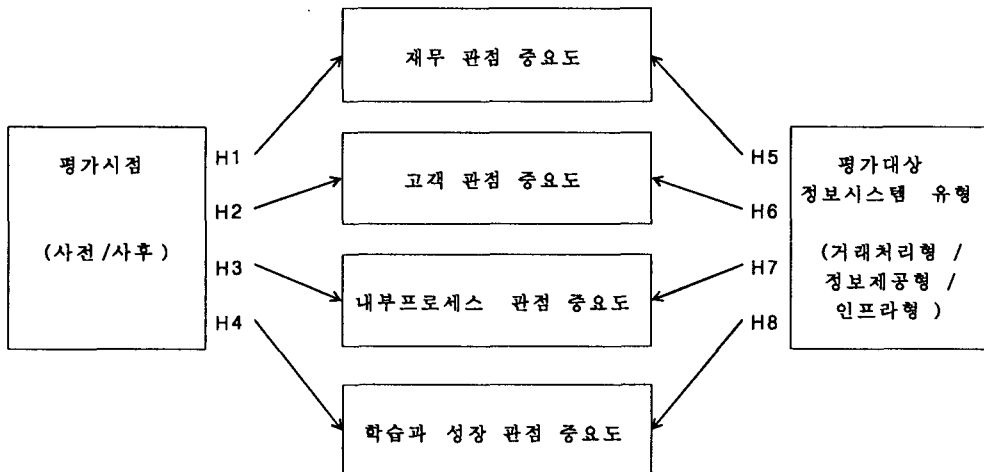 재무 관점 중요도
평가시점
(사전/사후)
H1
H2
H3
H4
고객 관점 중요도
내부프로세스 관점 중요도
학습과 성장 관점 중요도
H5
H6
H7
H8
평가대상
정보시스템 유형
(거래처리형 /
정보제공형 /
인프라형 )